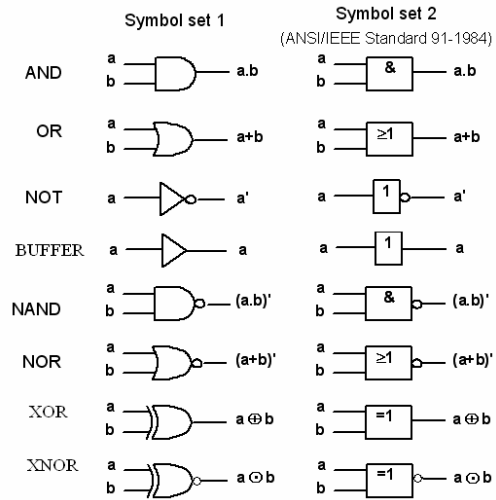 Symbol set 1 Symbol set 2
(ANSI/IEEE Standard 91-1984)
AND a b a.b a b & a.b
OR a b a+b a b ≥1 a+b
NOT a a' a 1 a'
BUFFER a a a 1 a
NAND a b (a.b)' a b & (a.b)'
NOR a b (a+b)' a b ≥1 (a+b)'
XOR a b a ⊕ b a b =1 a ⊕ b
XNOR a b a ⊙ b a b =1 a ⊙ b